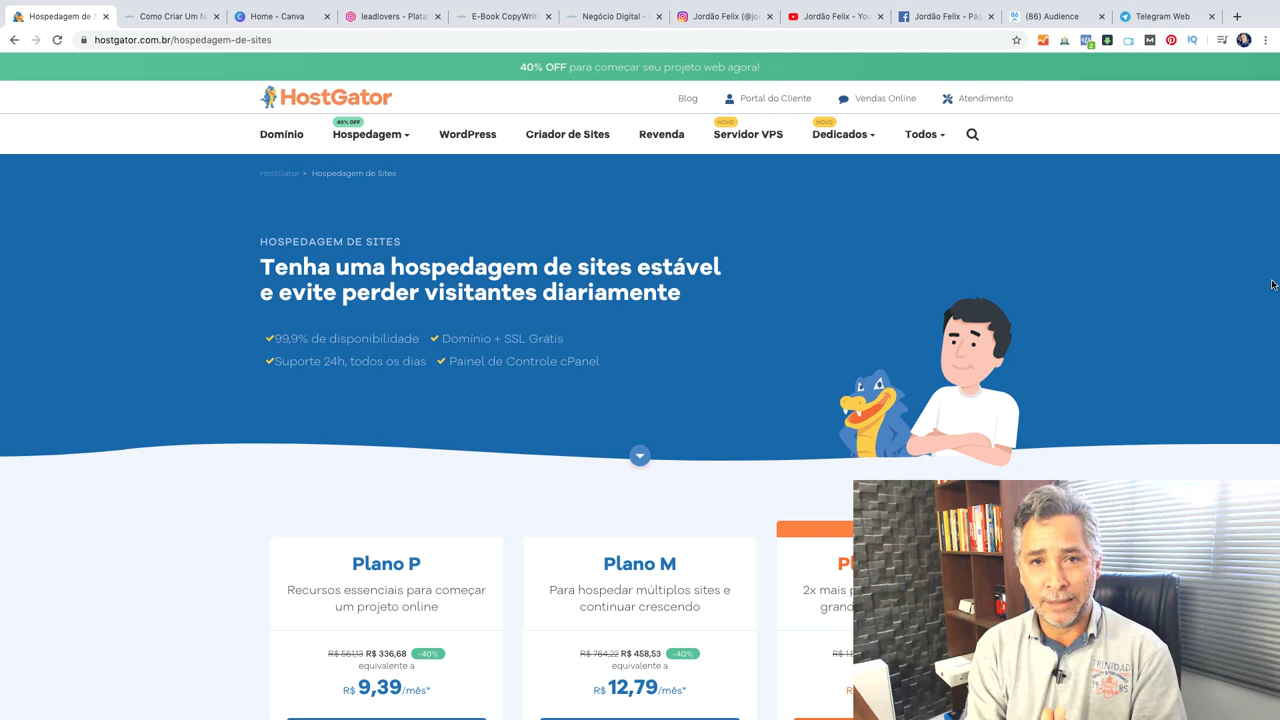 Hospedagem de S
Como Criar Um N
Home - Canva
leadlovers - Plata
E-Book CopyWrit
Negócio Digital -
Jordão Felix (@jo
Jordão Felix - You
Jordão Felix - Pág
(86) Audience
Telegram Web
hostgator.com.br/hospedagem-de-sites
40% OFF para começar seu projeto web agora!
HostGator
Blog
Portal do Cliente
Vendas Online
Atendimento
40% OFF
NOVO
NOVO
Domínio
Hospedagem
WordPress
Criador de Sites
Revenda
Servidor VPS
Dedicados
Todos
HostGator » Hospedagem de Sites
HOSPEDAGEM DE SITES
Tenha uma hospedagem de sites estável
e evite perder visitantes diariamente
99,9% de disponibilidade
Domínio + SSL Grátis
Suporte 24h, todos os dias
Painel de Controle cPanel
Plano P
Recursos essenciais para começar
um projeto online
R$ 561,13 R$ 336,68 -40%
equivalente a
R$ 9,39/mês*
Plano M
Para hospedar múltiplos sites e
continuar crescendo
R$ 764,22 R$ 458,53 -40%
equivalente a
R$ 12,79/mês*
Pl
2x mais p
grand
R$
TRINIDAD
1985